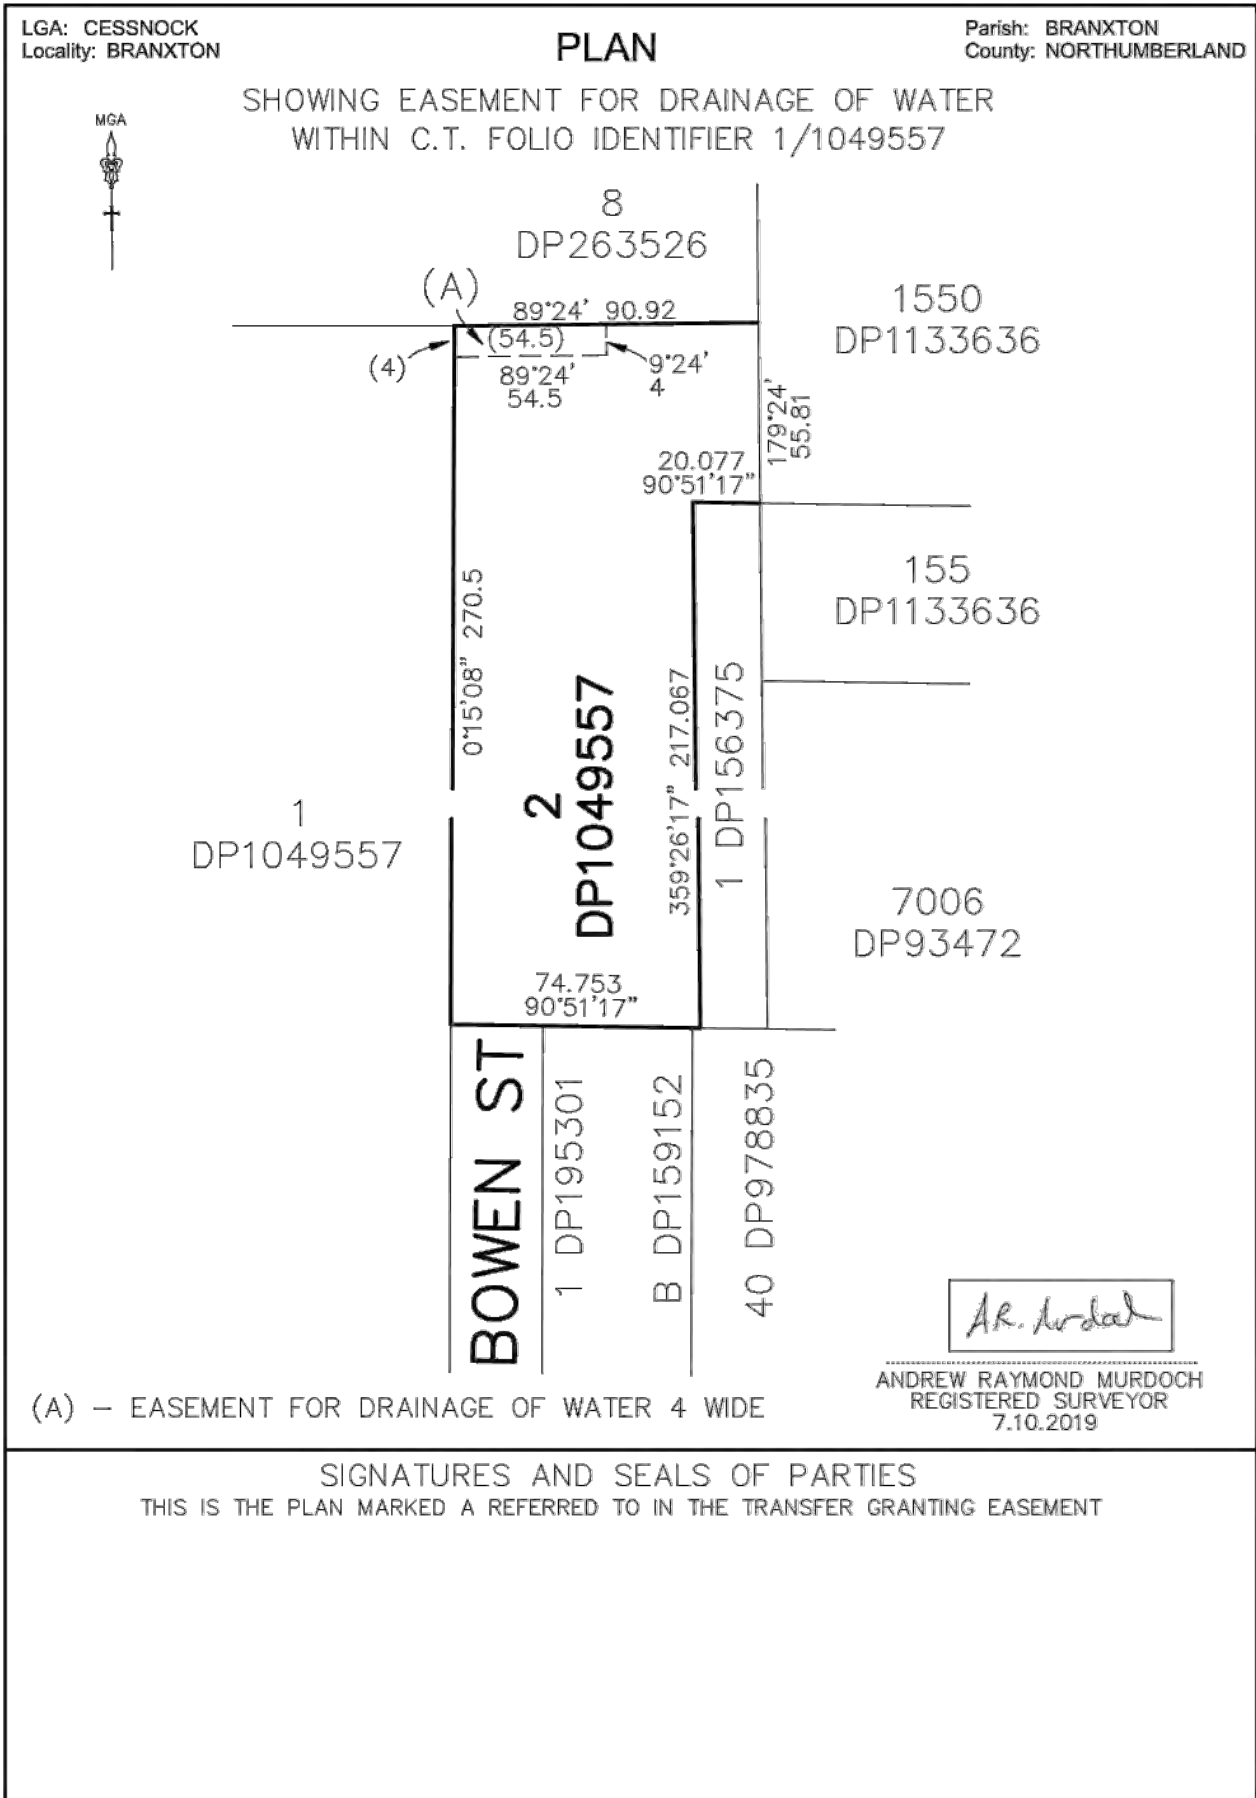 LGA: CESSNOCK
Locality: BRANXTON
PLAN
Parish: BRANXTON
County: NORTHUMBERLAND
SHOWING EASEMENT FOR DRAINAGE OF WATER
WITHIN C.T. FOLIO IDENTIFIER 1/1049557
MGA
8
DP263526
(A)
89°24' 90.92
1550
DP1133636
(4)
(54.5)
89°24'
54.5
9°24'
4
179°24'
55.81
20.077
90°51'17"
155
DP1133636
0°15'08" 270.5
2
DP1049557
359°26'17" 217.067
1 DP156375
1
DP1049557
7006
DP93472
74.753
90°51'17"
BOWEN ST
1 DP195301
B DP159152
40 DP978835
A.R. Murdoch
ANDREW RAYMOND MURDOCH
REGISTERED SURVEYOR
7.10.2019
(A) – EASEMENT FOR DRAINAGE OF WATER 4 WIDE
SIGNATURES AND SEALS OF PARTIES
THIS IS THE PLAN MARKED A REFERRED TO IN THE TRANSFER GRANTING EASEMENT